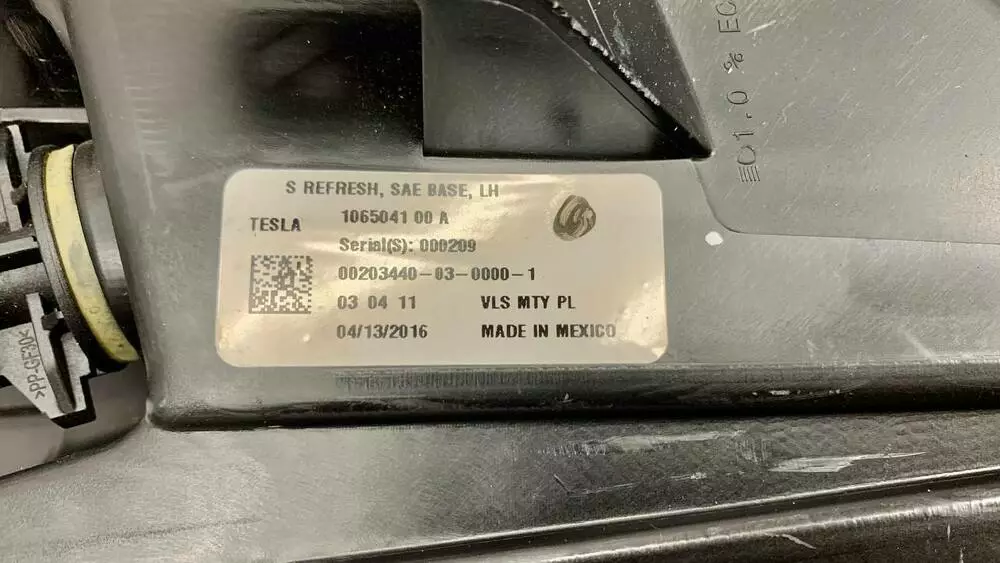 S REFRESH, SAE BASE, LH
TESLA
1065041 00 A
Serial(S): 000209
00203440-03-0000-1
03 04 11 VLS MTY PL
04/13/2016 MADE IN MEXICO
>PP-GF30<